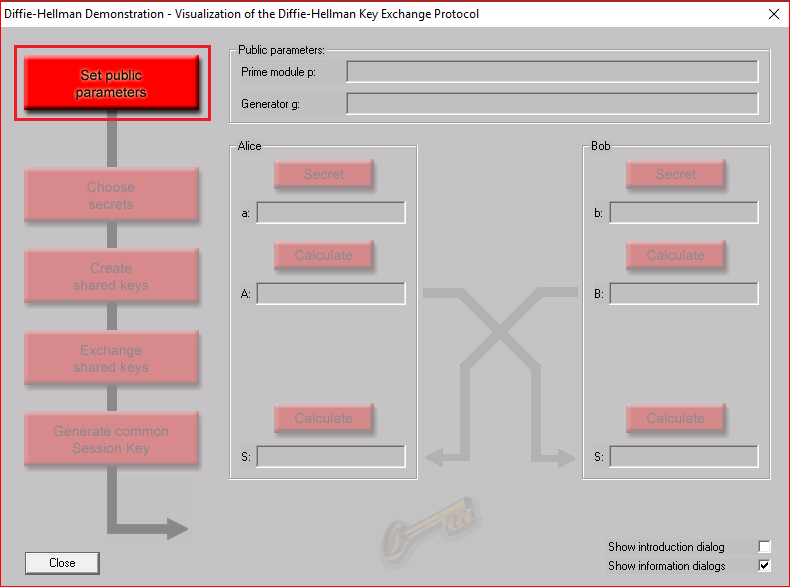 Diffie-Hellman Demonstration - Visualization of the Diffie-Hellman Key Exchange Protocol
Set public
parameters
Public parameters:
Prime module p:
Generator g:
Choose
secrets
Create
shared keys
Exchange
shared keys
Generate common
Session Key
Alice
Secret
a:
Calculate
A:
Calculate
S:
Bob
Secret
b:
Calculate
B:
Calculate
S:
Close
Show introduction dialog
Show information dialogs